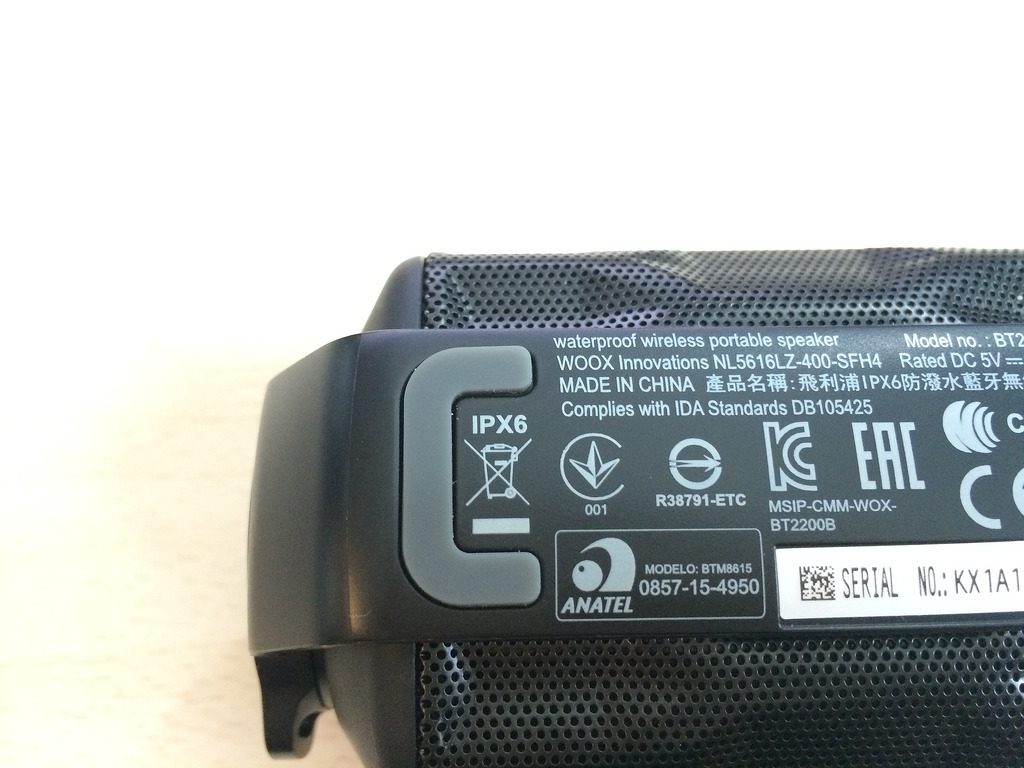 waterproof wireless portable speaker Model no. : BT2
WOOX Innovations NL5616LZ-400-SFH4 Rated DC 5V
MADE IN CHINA 產品名稱:飛利浦IPX6防潑水藍牙無
Complies with IDA Standards DB105425
IPX6
001
R38791-ETC
EAC
MSIP-CMM-WOX-
BT2200B
CE
ANATEL
MODELO: BTM8615
0857-15-4950
SERIAL NO.: KX1A1